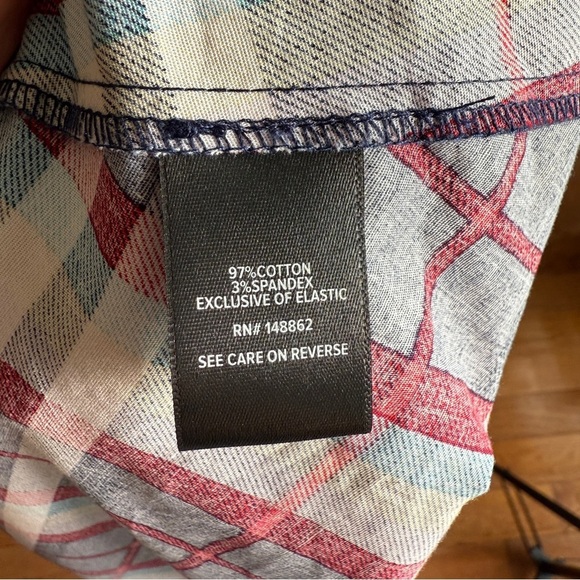 97%COTTON
3%SPANDEX
EXCLUSIVE OF ELASTIC
RN# 148862
SEE CARE ON REVERSE